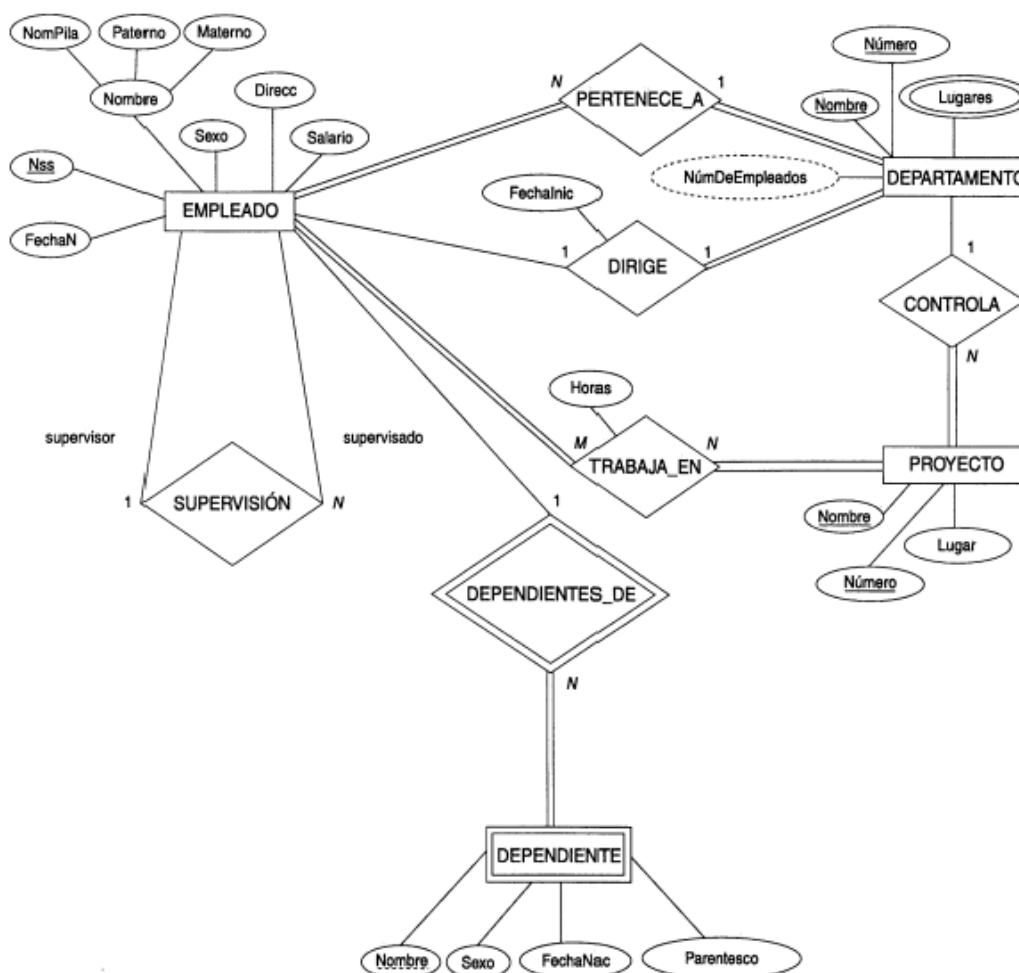 NomPila
Paterno
Materno
Nombre
Direcc
Sexo
Salario
Nss
FechaN
EMPLEADO
N
PERTENECE_A
1
Número
Nombre
Lugares
NúmDeEmpleados
DEPARTAMENTO
FechaInic
1
DIRIGE
1
1
CONTROLA
N
supervisor
supervisado
1
SUPERVISIÓN
N
Horas
M
TRABAJA_EN
N
PROYECTO
Nombre
Número
Lugar
1
DEPENDIENTES_DE
N
DEPENDIENTE
Nombre
Sexo
FechaNac
Parentesco